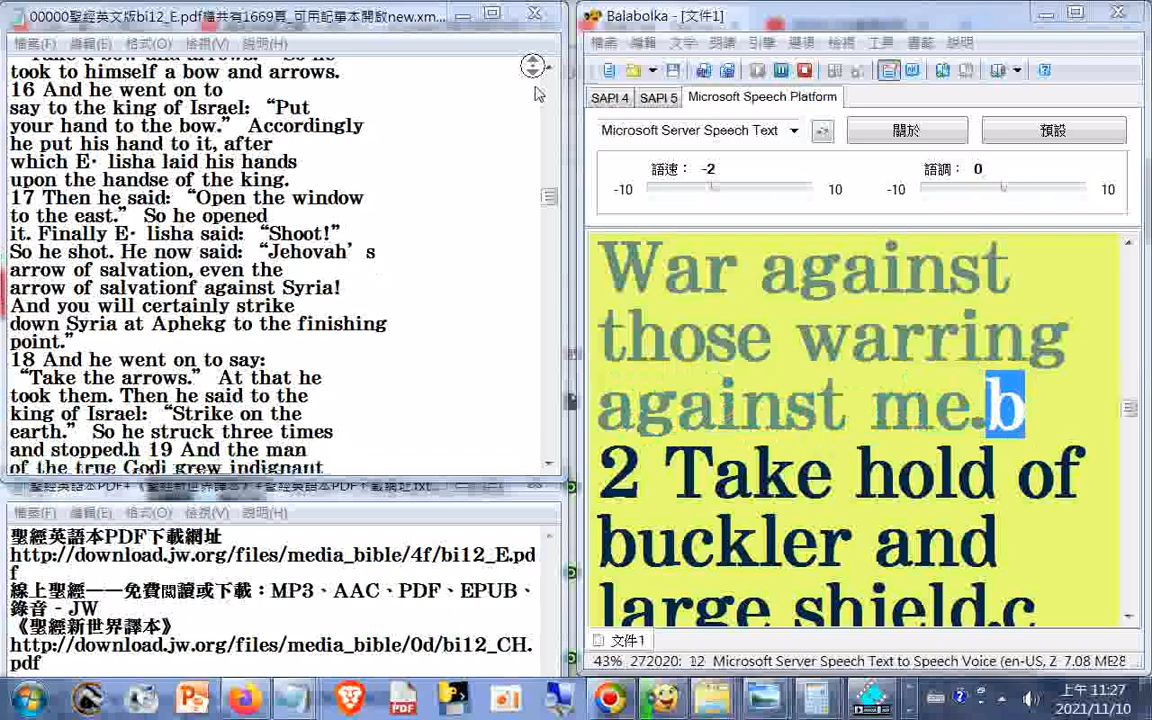 00000聖經英文版bi12_E.pdf檔共有1669頁_可用記事本開啟new.xm...
檔案(F) 編輯(E) 格式(O) 檢視(V) 說明(H)
took to himself a bow and arrows.
16 And he went on to
say to the king of Israel: “Put
your hand to the bow.” Accordingly
he put his hand to it, after
which E· lisha laid his hands
upon the handse of the king.
17 Then he said: “Open the window
to the east.” So he opened
it. Finally E· lisha said: “Shoot!”
So he shot. He now said: “Jehovah’ s
arrow of salvation, even the
arrow of salvationf against Syria!
And you will certainly strike
down Syria at Aphekg to the finishing
point.”
18 And he went on to say:
“Take the arrows.” At that he
took them. Then he said to the
king of Israel: “Strike on the
earth.” So he struck three times
and stopped.h 19 And the man
of the true Godi grew indignant
檔案(F) 編輯(E) 格式(O) 檢視(V) 說明(H)
聖經英語本PDF下載網址
http://download.jw.org/files/media_bible/4f/bi12_E.pd
f
線上聖經——免費閱讀或下載：MP3、AAC、PDF、EPUB、
錄音 - JW
《聖經新世界譯本》
http://download.jw.org/files/media_bible/0d/bi12_CH.
pdf
Balabolka - [文件1]
檔案 編輯 文字 朗讀 引擎 選項 檢視 工具 書籤 說明
SAPI 4 SAPI 5 Microsoft Speech Platform
Microsoft Server Speech Text 關於 預設
語速： -2 語調： 0
-10 10 -10 10
War against
those warring
against me.b
2 Take hold of
buckler and
large shield.c
文件1
43% 272020: 12 Microsoft Server Speech Text to Speech Voice (en-US, Z 7.08 ME28
上午 11:27
2021/11/10